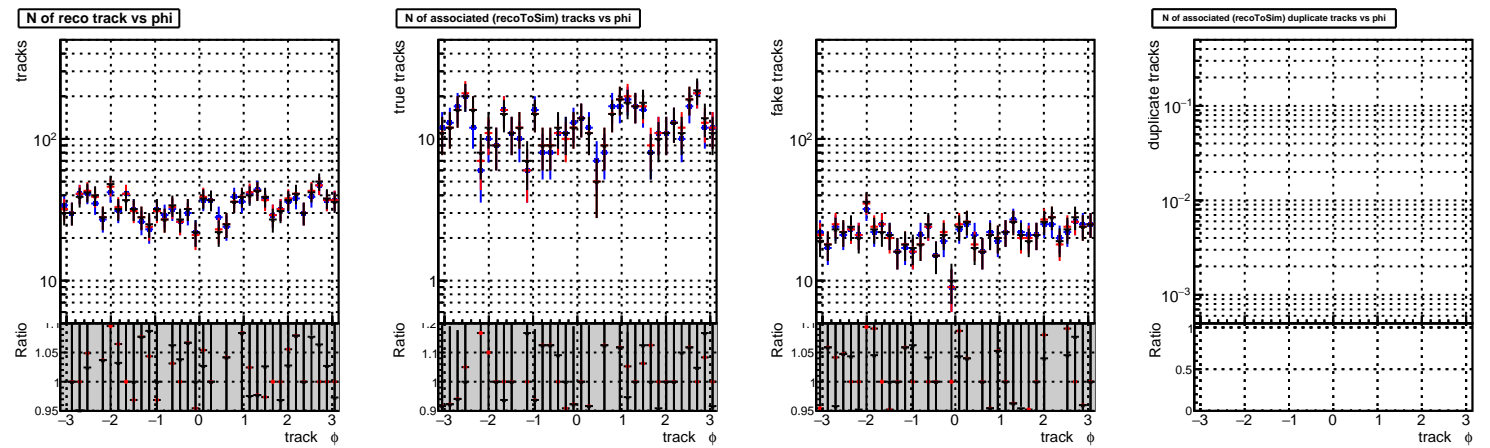 N of reco track vs phi
tracks
10²
10
Ratio
1.1
1.05
1
0.95
−3 −2 −1 0 1 2 3
track ϕ
N of associated (recoToSim) tracks vs phi
true tracks
10
1
Ratio
1.2
1.1
1
0.9
−3 −2 −1 0 1 2 3
track ϕ
fake tracks
10²
10
Ratio
1.1
1.05
1
0.95
−3 −2 −1 0 1 2 3
track ϕ
N of associated (recoToSim) duplicate tracks vs phi
duplicate tracks
10⁻¹
10⁻²
10⁻³
Ratio
1
0.5
0
−3 −2 −1 0 1 2 3
track ϕ